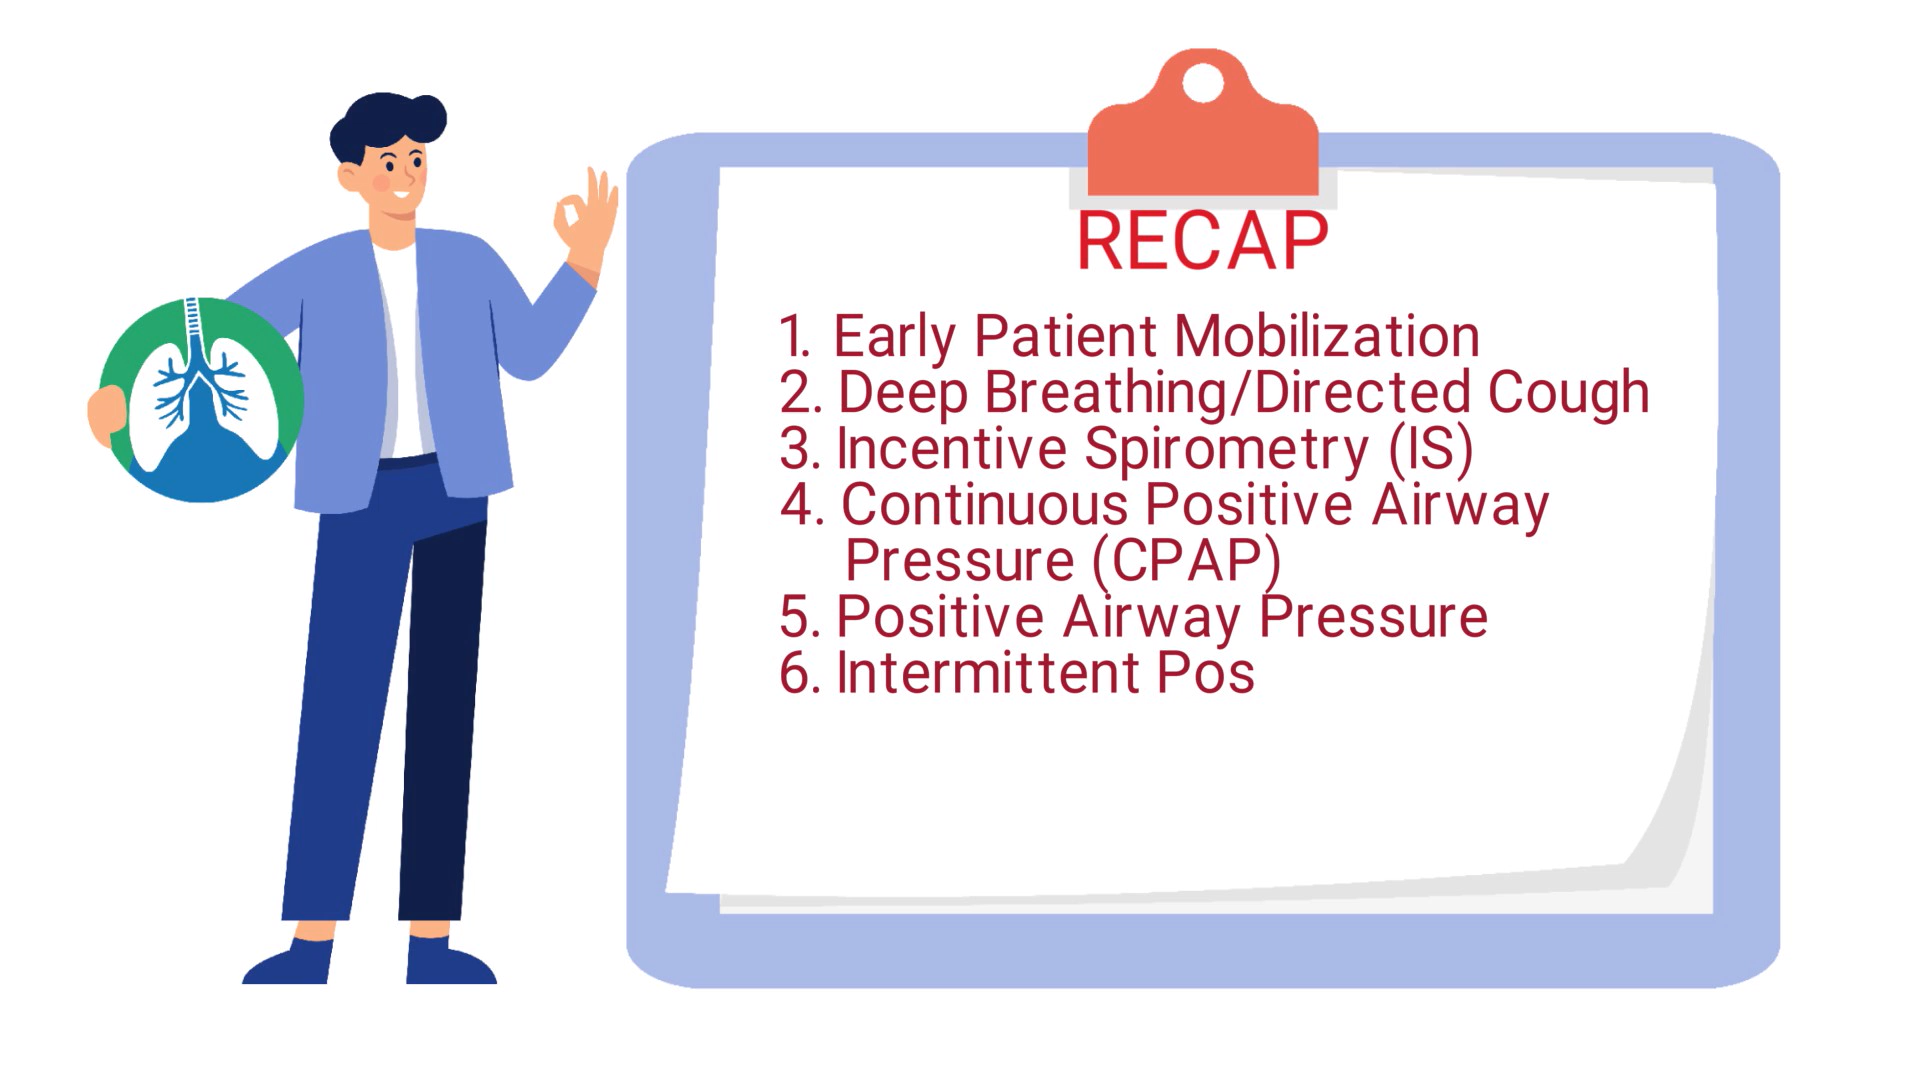 RECAP
1. Early Patient Mobilization
2. Deep Breathing/Directed Cough
3. Incentive Spirometry (IS)
4. Continuous Positive Airway
Pressure (CPAP)
5. Positive Airway Pressure
6. Intermittent Pos